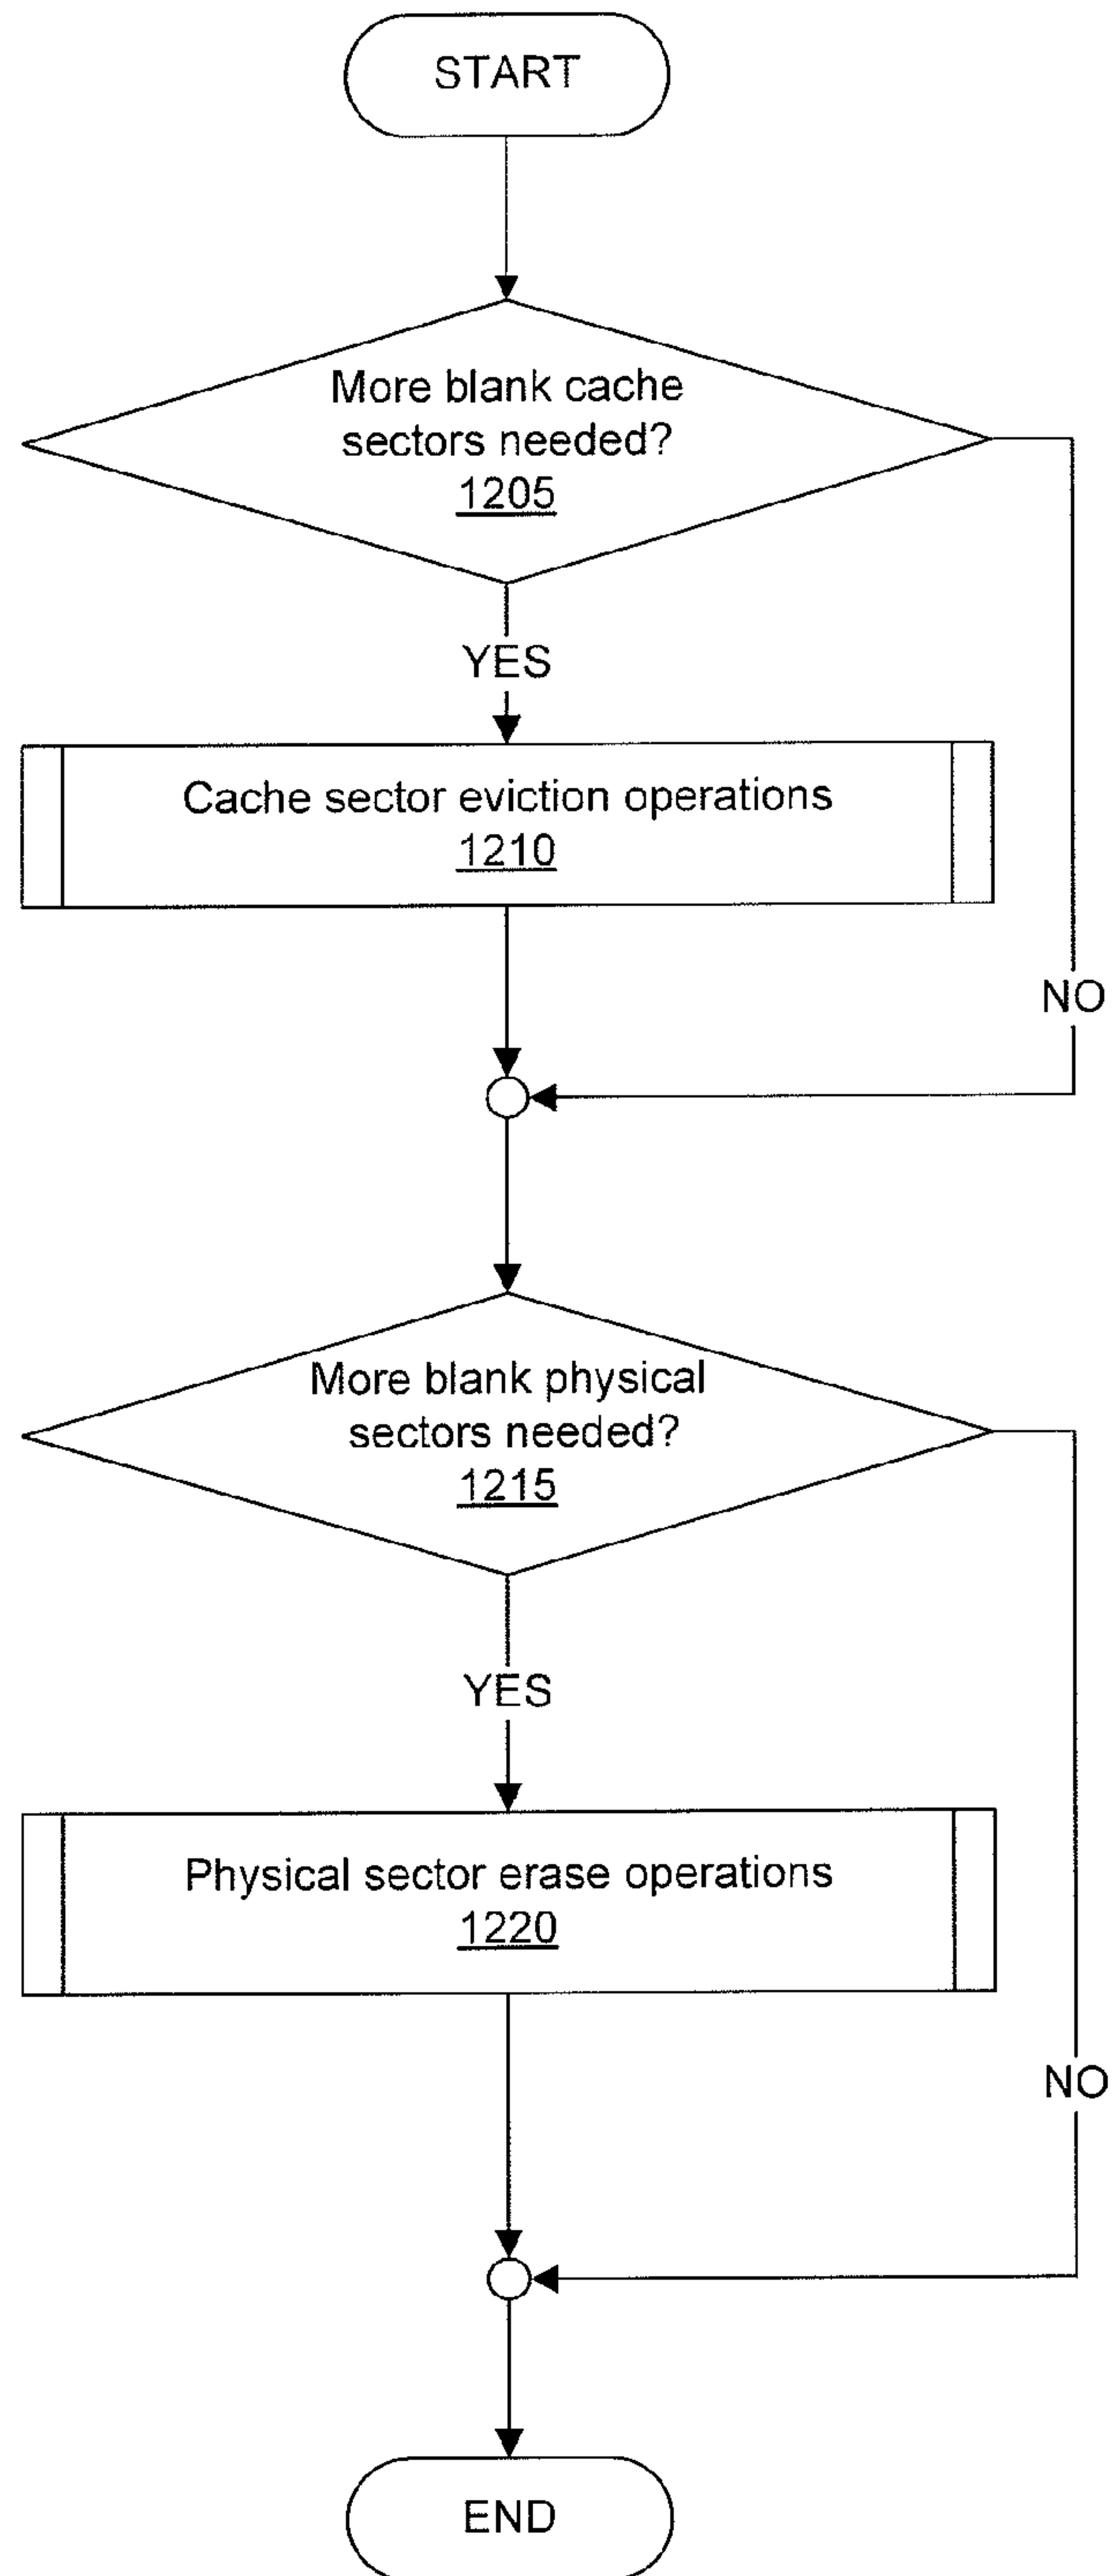 START
More blank cache
sectors needed?
1205
YES
Cache sector eviction operations
1210
NO
More blank physical
sectors needed?
1215
YES
Physical sector erase operations
1220
NO
END